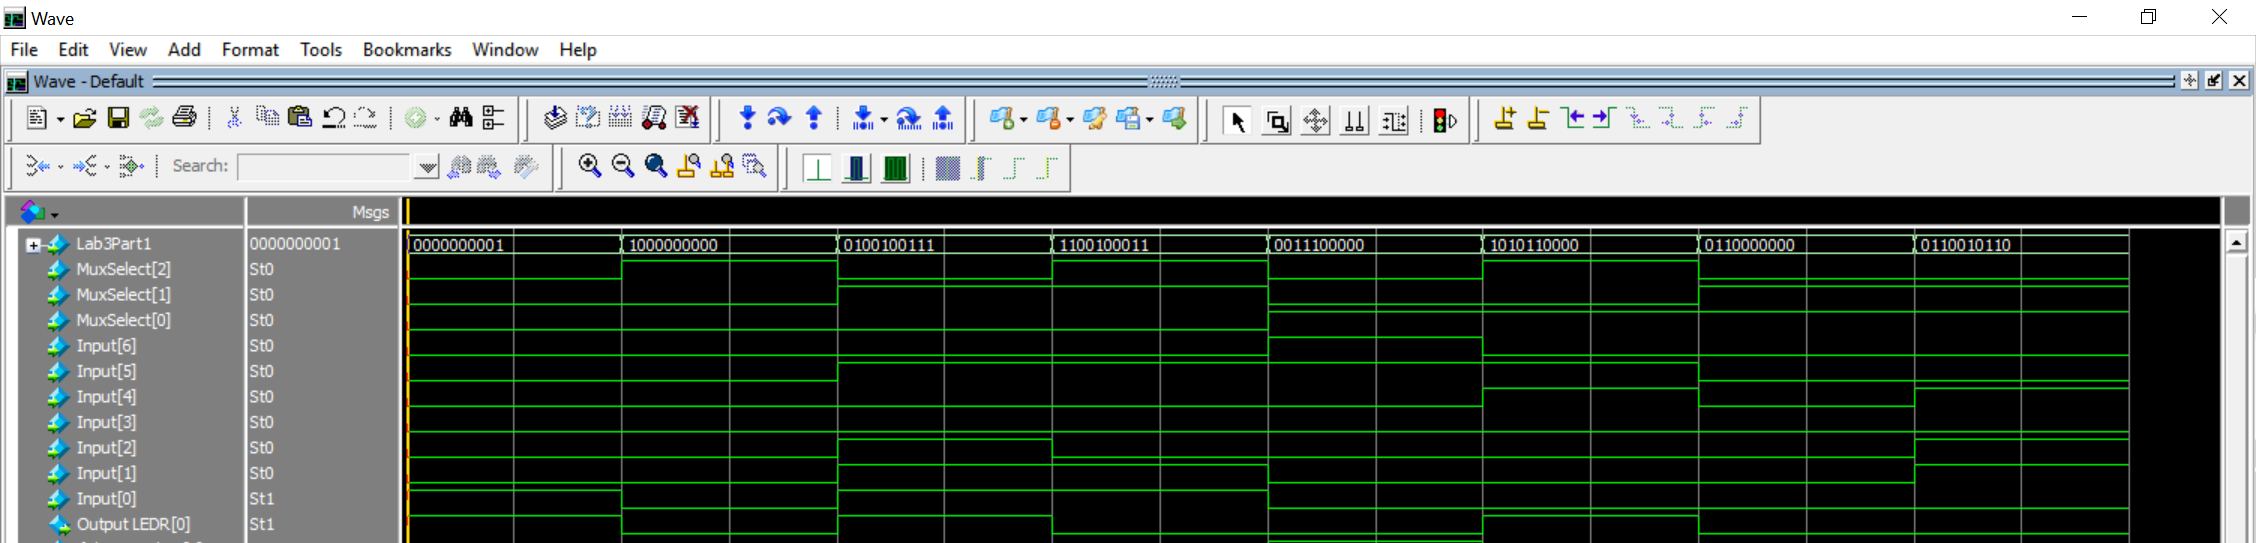 Wave
File Edit View Add Format Tools Bookmarks Window Help
Wave - Default
Search:
Msgs
Lab3Part1 0000000001 0000000001 1000000000 0100100111 1100100011 0011100000 1010110000 0110000000 0110010110
MuxSelect[2] St0
MuxSelect[1] St0
MuxSelect[0] St0
Input[6] St0
Input[5] St0
Input[4] St0
Input[3] St0
Input[2] St0
Input[1] St0
Input[0] St1
Output LEDR[0] St1